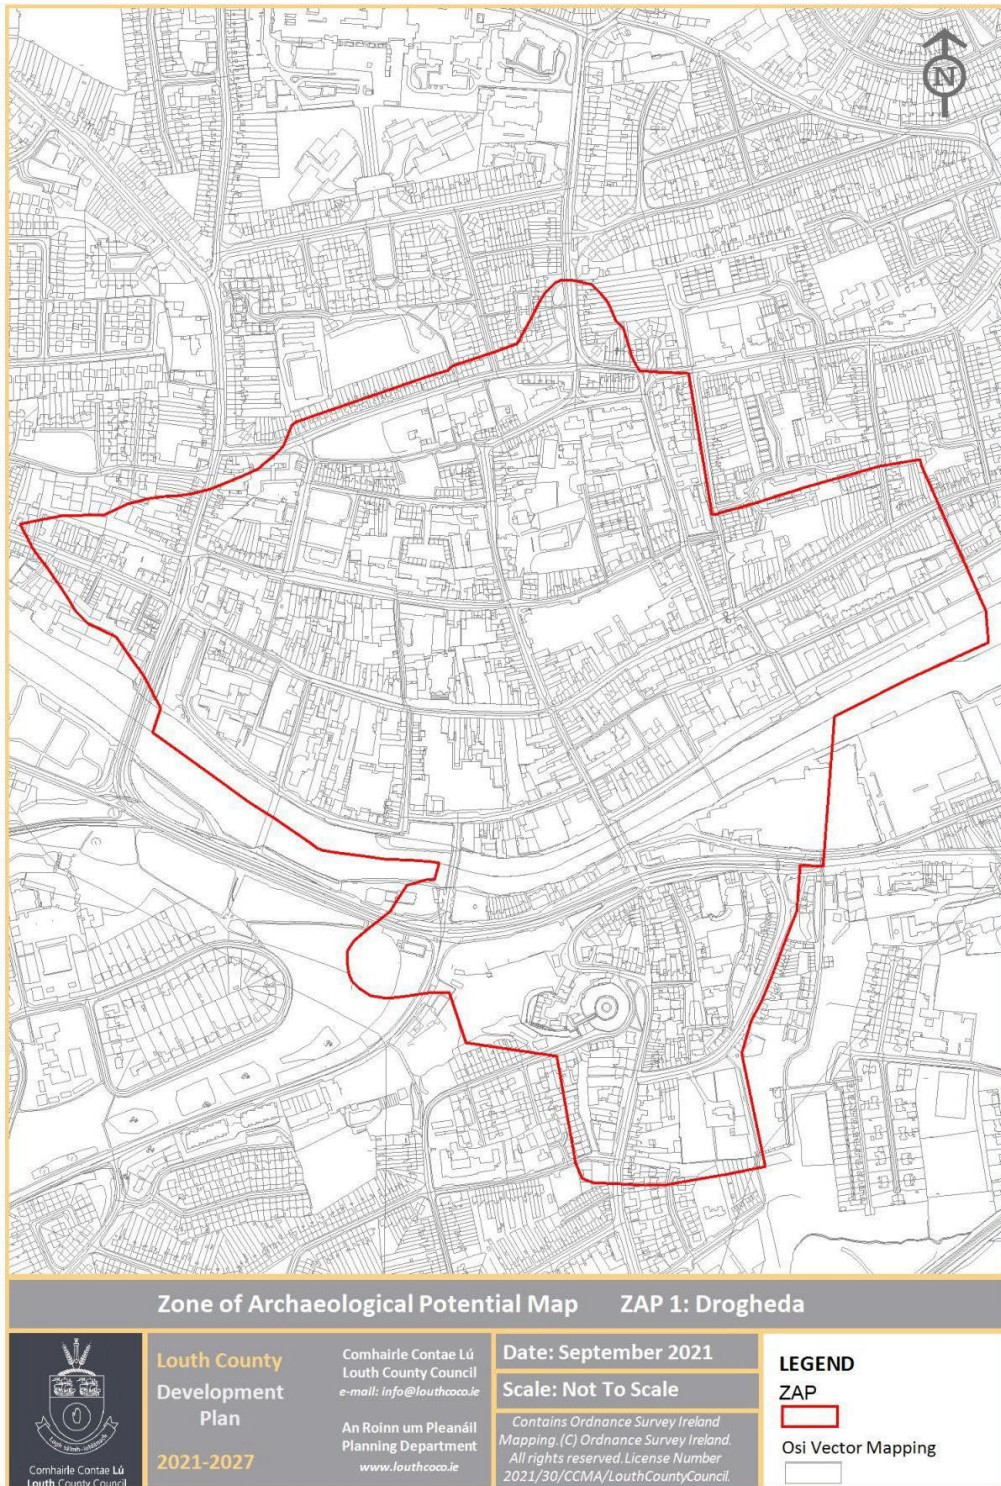 N
Zone of Archaeological Potential Map ZAP 1: Drogheda
Comhairle Contae Lú
Louth County Council
Louth County
Development
Plan
2021-2027
Comhairle Contae Lú
Louth County Council
e-mail: info@louthcoco.ie
An Roinn um Pleanáil
Planning Department
www.louthcoco.ie
Date: September 2021
Scale: Not To Scale
Contains Ordnance Survey Ireland
Mapping.(C) Ordnance Survey Ireland.
All rights reserved.License Number
2021/30/CCMA/LouthCountyCouncil.
LEGEND
ZAP
Osi Vector Mapping